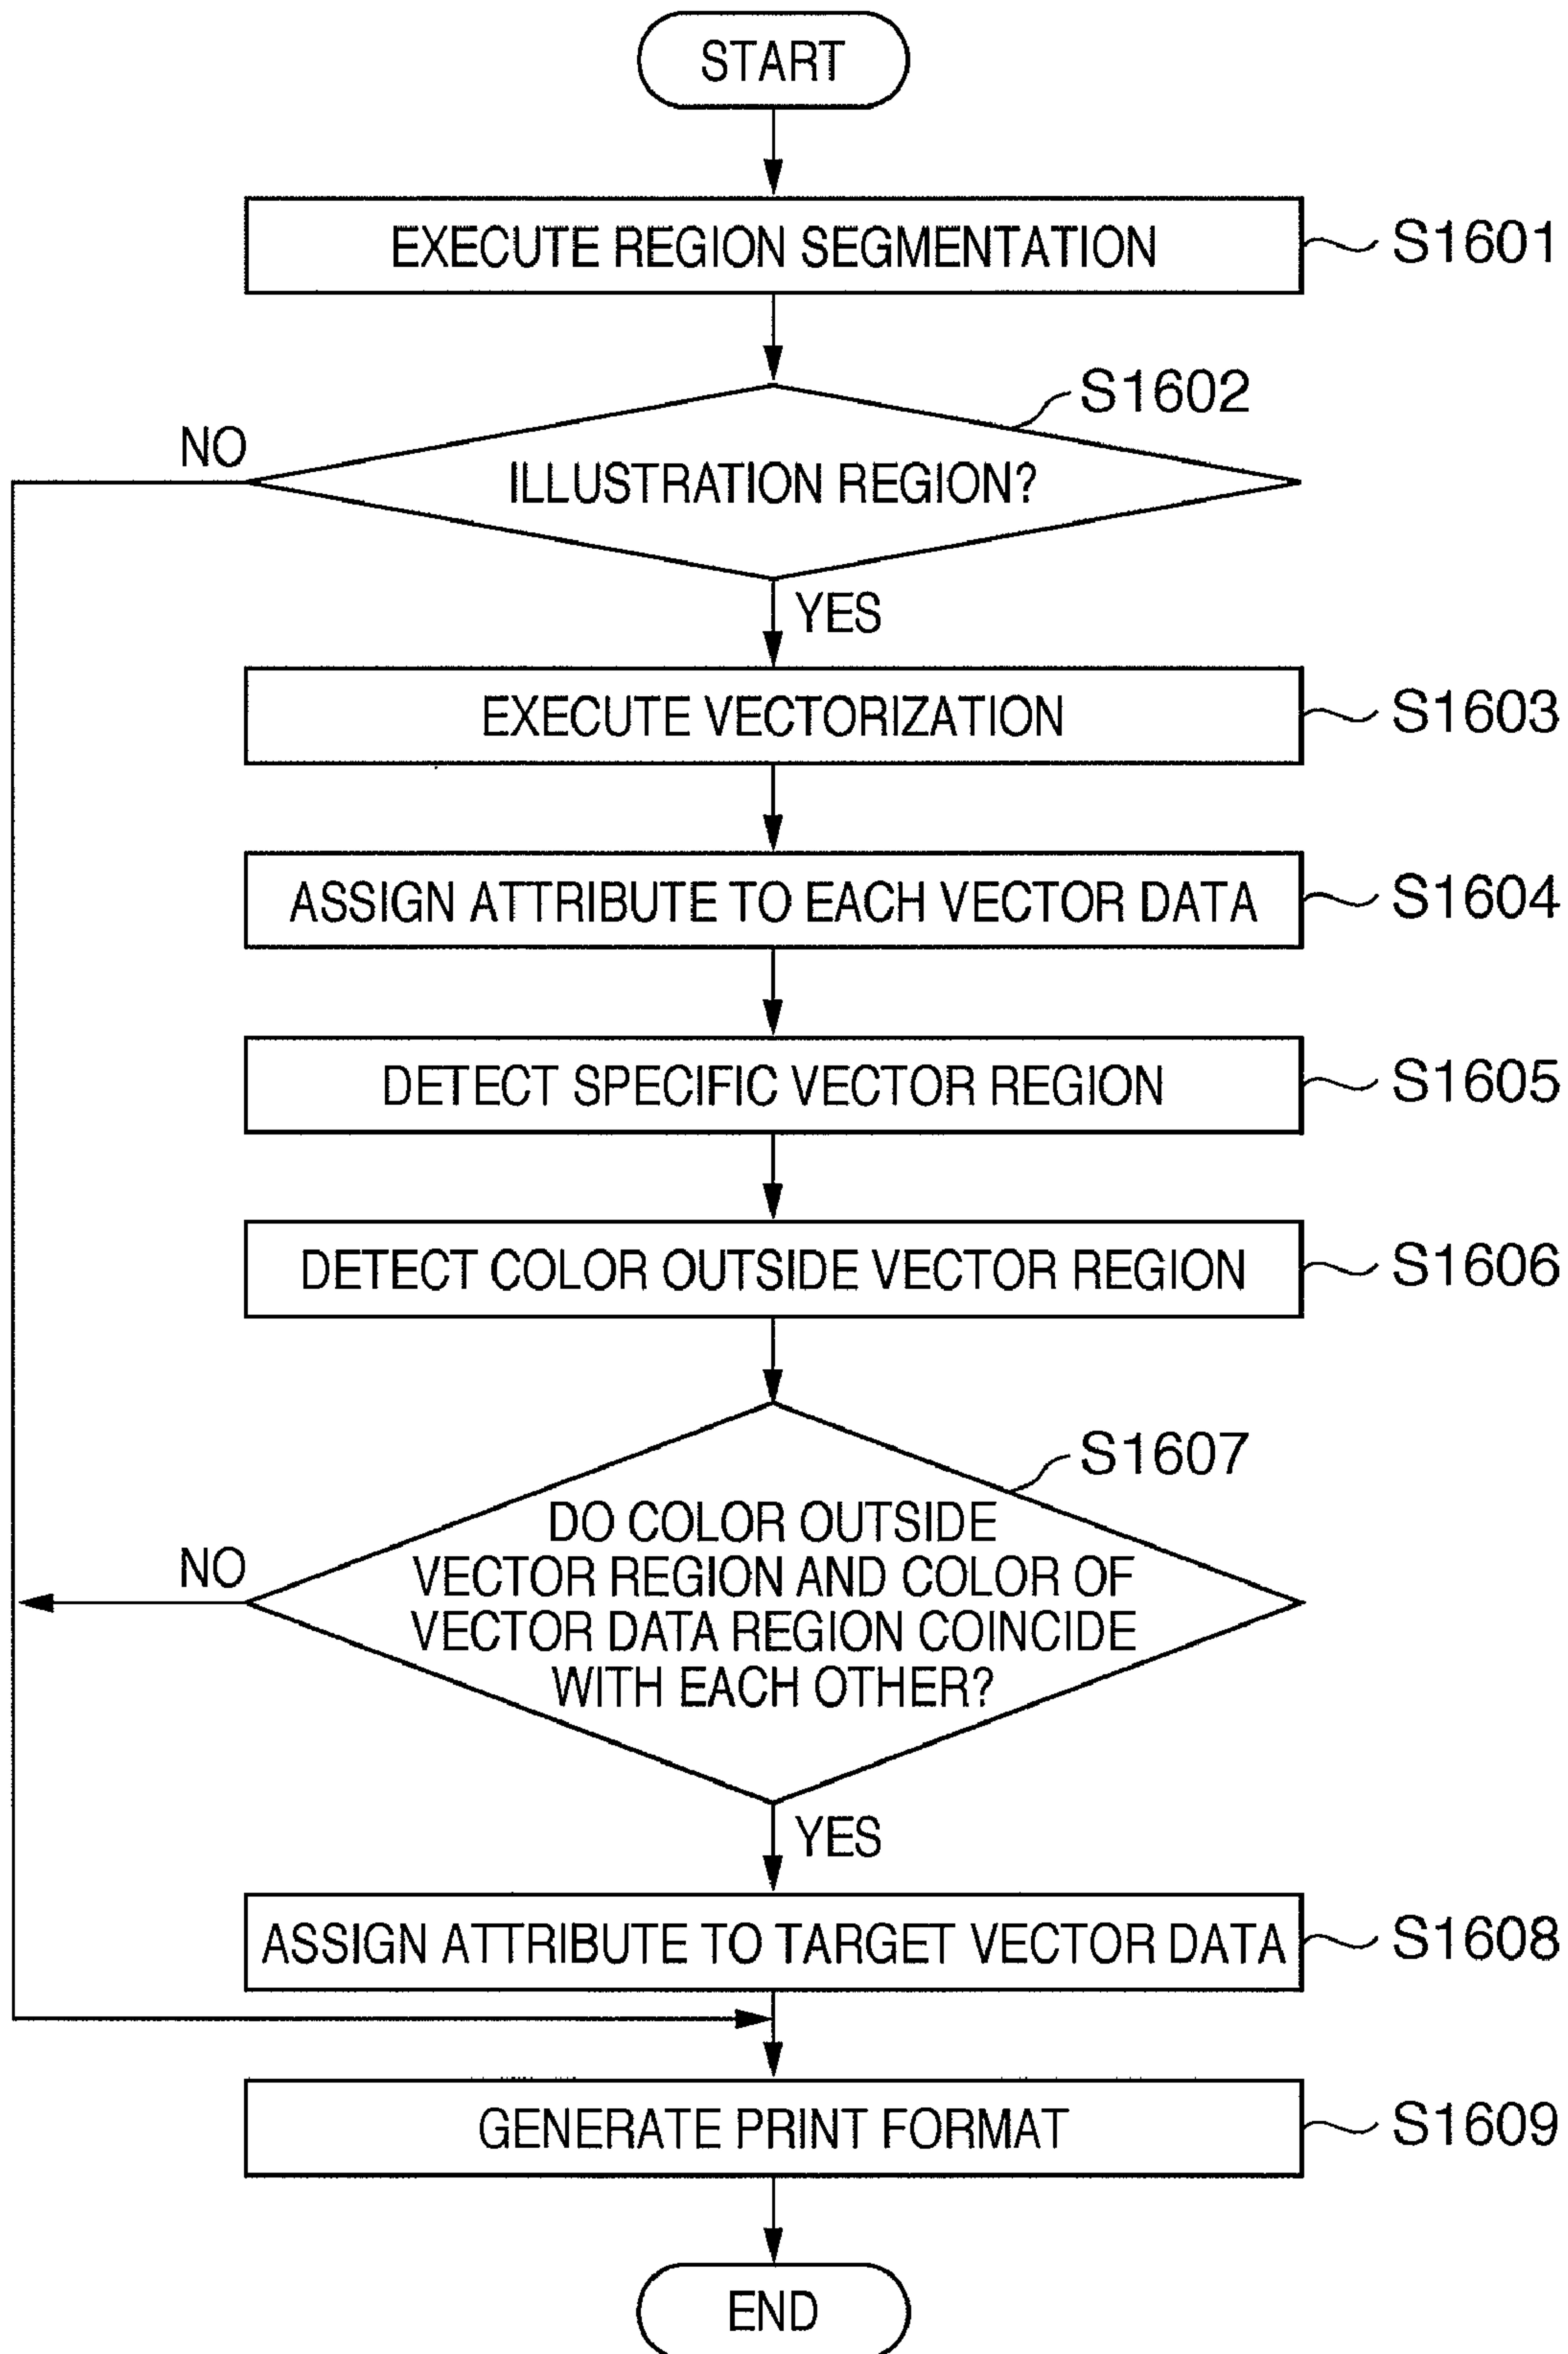 START
EXECUTE REGION SEGMENTATION
S1601
S1602
NO
ILLUSTRATION REGION?
YES
EXECUTE VECTORIZATION
S1603
ASSIGN ATTRIBUTE TO EACH VECTOR DATA
S1604
DETECT SPECIFIC VECTOR REGION
S1605
DETECT COLOR OUTSIDE VECTOR REGION
S1606
S1607
NO
DO COLOR OUTSIDE
VECTOR REGION AND COLOR OF
VECTOR DATA REGION COINCIDE
WITH EACH OTHER?
YES
ASSIGN ATTRIBUTE TO TARGET VECTOR DATA
S1608
GENERATE PRINT FORMAT
S1609
END